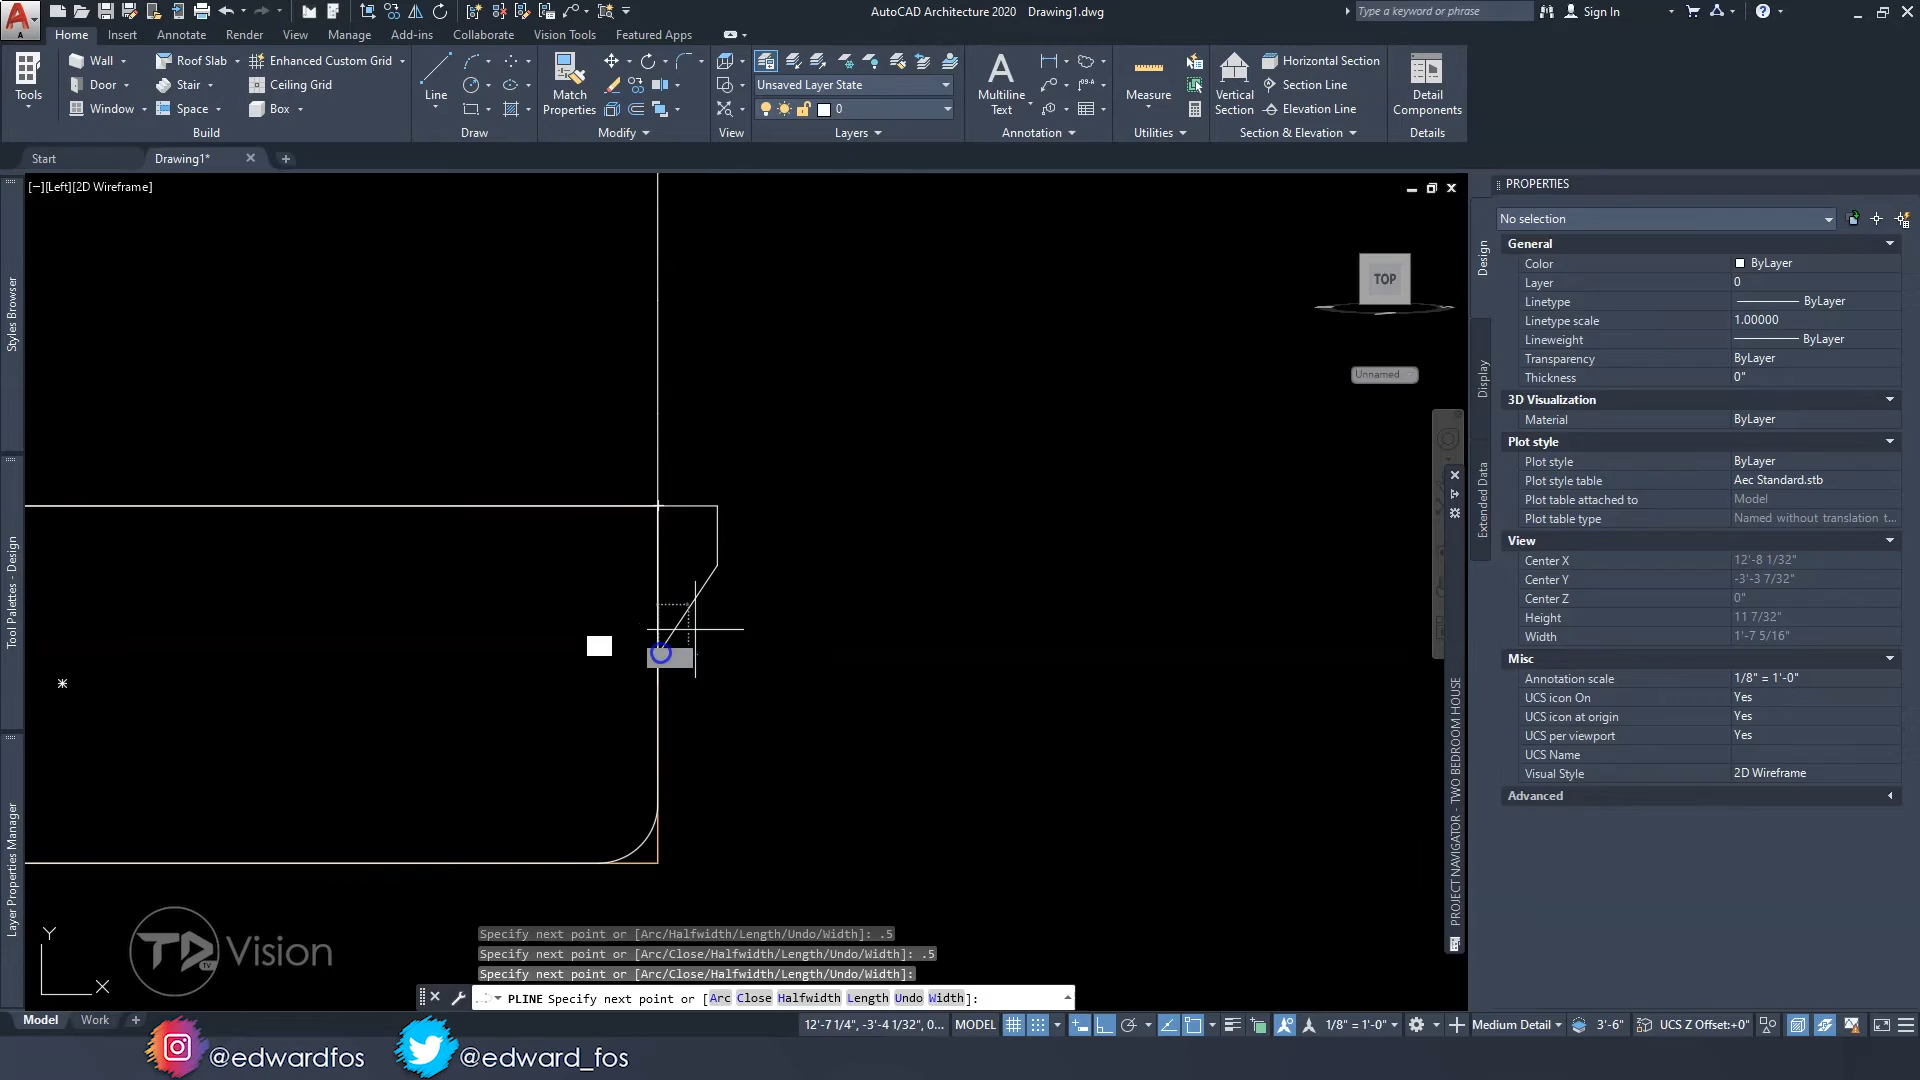 AutoCAD Architecture 2020 Drawing1.dwg
Type a keyword or phrase
Sign In
Home
Insert
Annotate
Render
View
Manage
Add-ins
Collaborate
Vision Tools
Featured Apps
Tools
Wall
Door
Window
Roof Slab
Stair
Space
Enhanced Custom Grid
Ceiling Grid
Box
Build
Line
Draw
Match
Properties
Modify
View
Unsaved Layer State
0
Layers
Multiline
Text
Annotation
Measure
Utilities
Vertical
Section
Horizontal Section
Section Line
Elevation Line
Section & Elevation
Detail
Components
Details
Start
Drawing1*
[−][Left][2D Wireframe]
TOP
Unnamed
Styles Browser
Tool Palettes - Design
Layer Properties Manager
PROJECT NAVIGATOR - TWO BEDROOM HOUSE
Design
Display
Extended Data
PROPERTIES
No selection
General
Color ByLayer
Layer 0
Linetype ByLayer
Linetype scale 1.00000
Lineweight ByLayer
Transparency ByLayer
Thickness 0"
3D Visualization
Material ByLayer
Plot style
Plot style ByLayer
Plot style table Aec Standard.stb
Plot table attached to Model
Plot table type Named without translation t...
View
Center X 12'-8 1/32"
Center Y -3'-3 7/32"
Center Z 0"
Height 11 7/32"
Width 1'-7 5/16"
Misc
Annotation scale 1/8" = 1'-0"
UCS icon On Yes
UCS icon at origin Yes
UCS per viewport Yes
UCS Name
Visual Style 2D Wireframe
Advanced
Y
X
TD Vision
TV
Specify next point or [Arc/Halfwidth/Length/Undo/Width]: .5
Specify next point or [Arc/Close/Halfwidth/Length/Undo/Width]: .5
Specify next point or [Arc/Close/Halfwidth/Length/Undo/Width]:
PLINE Specify next point or [Arc Close Halfwidth Length Undo Width]:
Model
Work
12'-7 1/4", -3'-4 1/32", 0...
MODEL
1/8" = 1'-0"
Medium Detail
3'-6"
UCS Z Offset:+0"
@edwardfos
@edward_fos